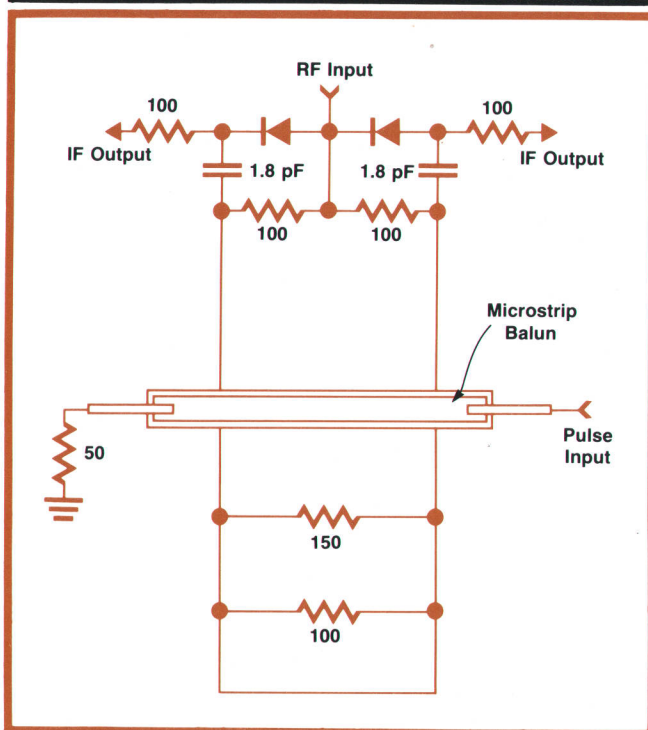 RF Input
100
100
IF Output
IF Output
1.8 pF
1.8 pF
100
100
Microstrip
Balun
Pulse
Input
50
150
100